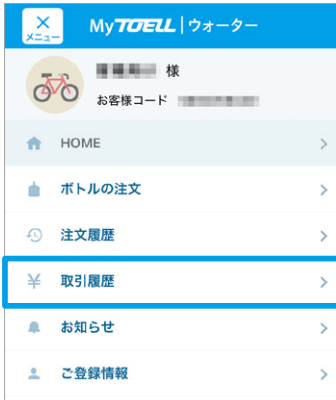 メニュー
MyTOELL|ウォーター
様
お客様コード
HOME
ボトルの注文
注文履歴
¥ 取引履歴
お知らせ
ご登録情報